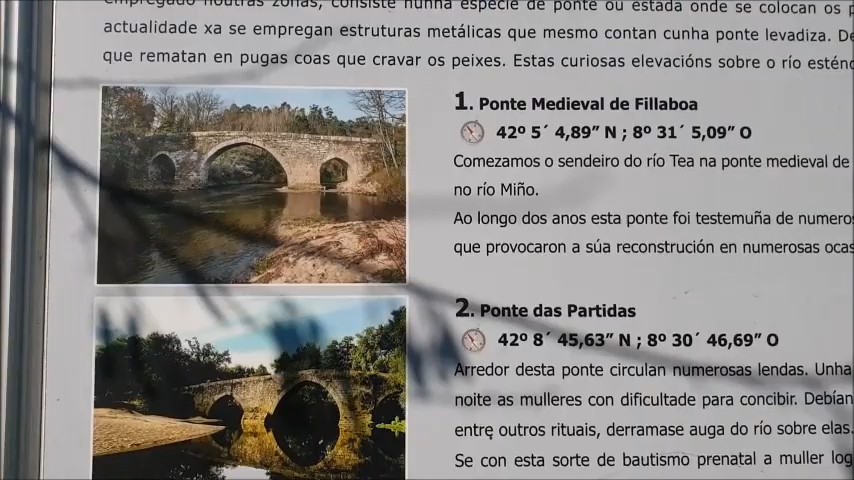 empregado noutras zonas, consiste nunha especie de ponte ou estada onde se colocan os
actualidade xa se empregan estruturas metálicas que mesmo contan cunha ponte levadiza.
que rematan en pugas coas que cravar os peixes. Estas curiosas elevacións sobre o río
1. Ponte Medieval de Fillaboa
42º 5´ 4,89” N ; 8º 31´ 5,09” O
Comezamos o sendeiro do río Tea na ponte medieval de
no río Miño.
Ao longo dos anos esta ponte foi testemuña de
que provocaron a súa reconstrución en numerosas
2. Ponte das Partidas
42º 8´ 45,63” N ; 8º 30´ 46,69” O
Arredor desta ponte circulan numerosas lendas. Unha
noite as mulleres con dificultade para concibir. Debían
entre outros rituais, derramase auga do río sobre elas.
Se con esta sorte de bautismo prenatal a muller